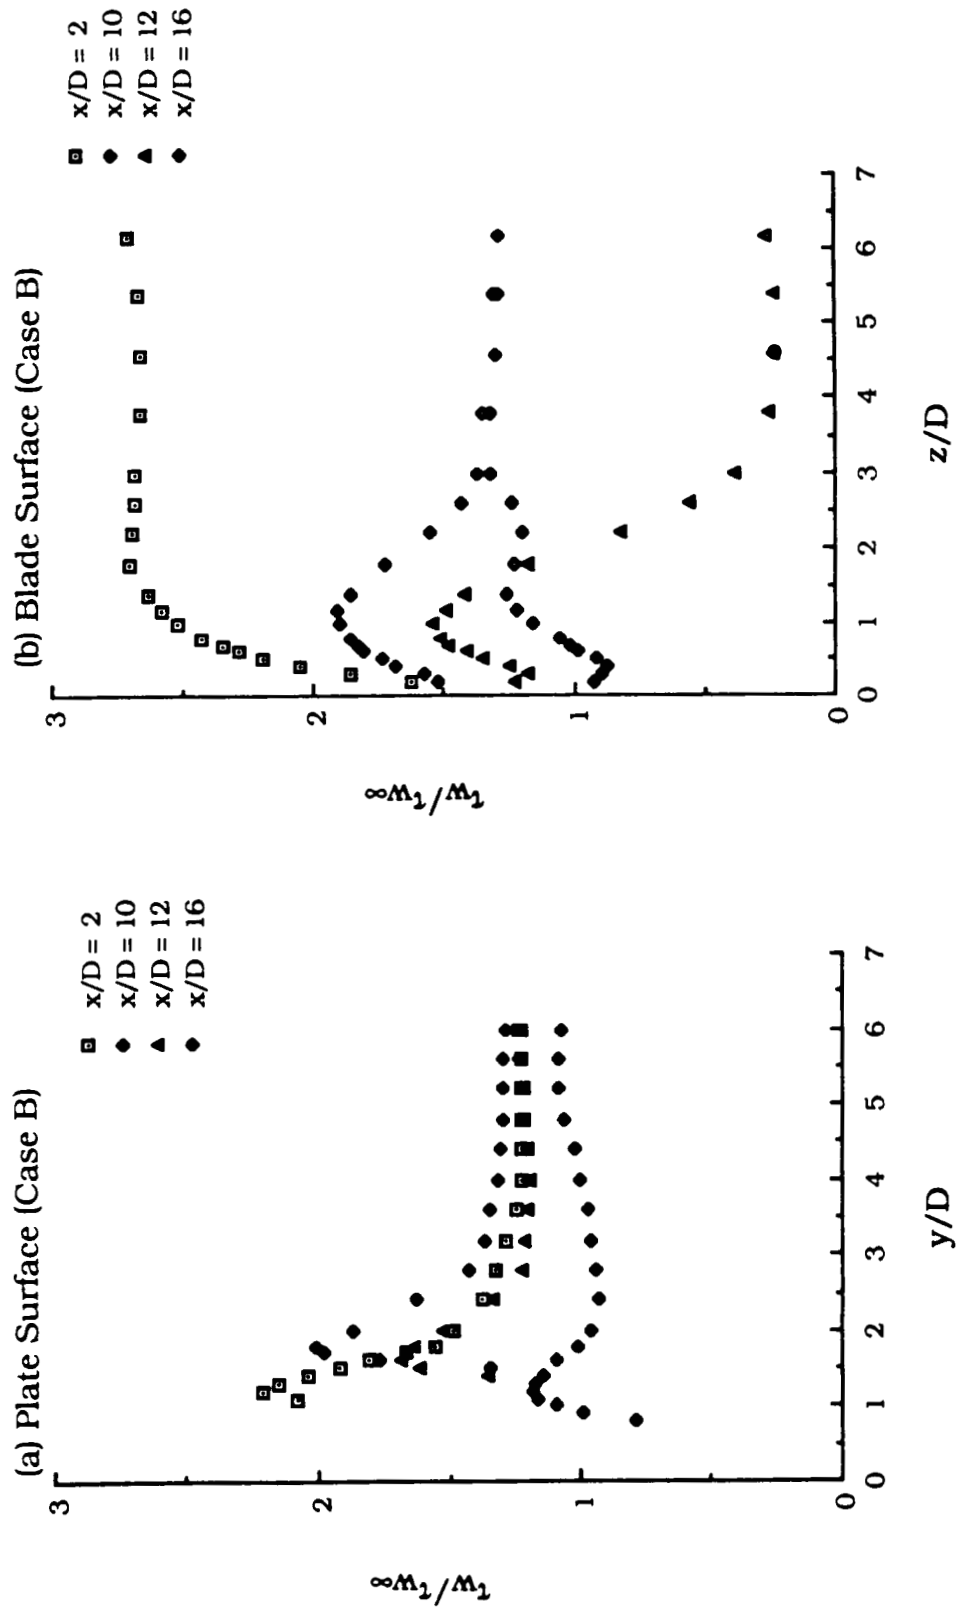 (a) Plate Surface (Case B)
x/D = 2
x/D = 10
x/D = 12
x/D = 16
3
2
1
0
τw/τw∞
0
1
2
3
4
5
6
7
y/D
(b) Blade Surface (Case B)
x/D = 2
x/D = 10
x/D = 12
x/D = 16
3
2
1
0
τw/τw∞
0
1
2
3
4
5
6
7
z/D